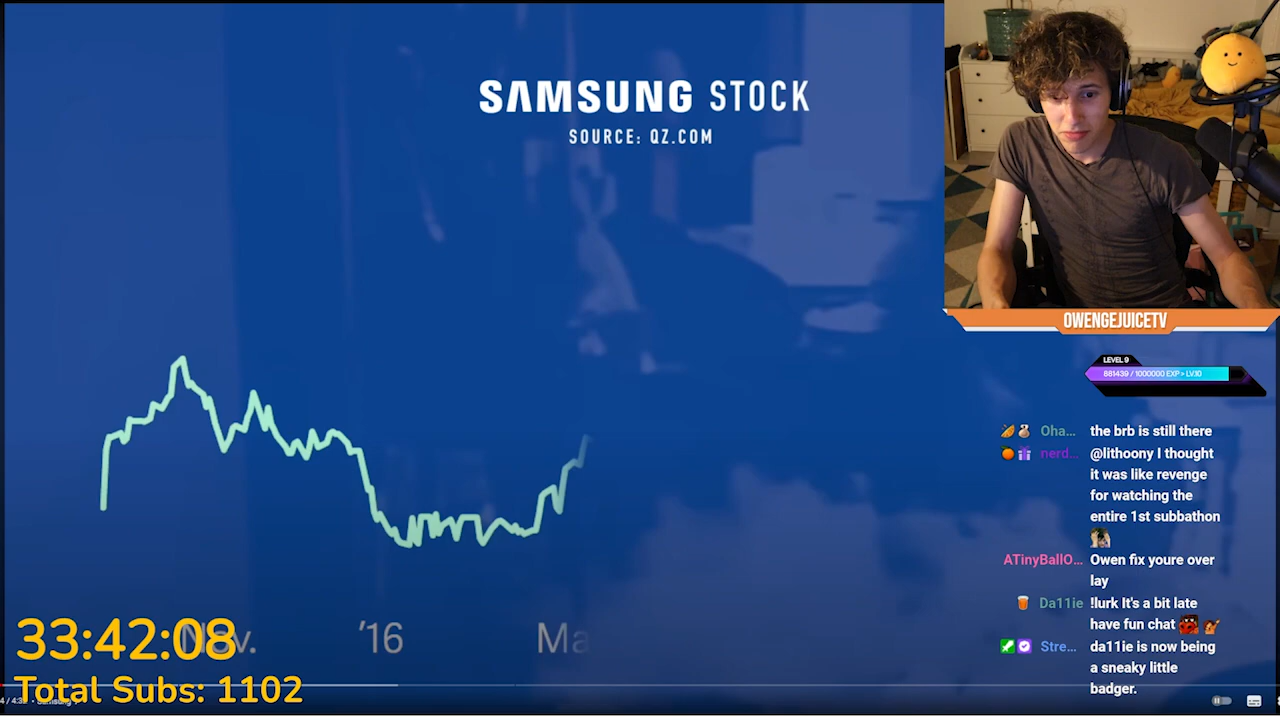 SAMSUNG STOCK
SOURCE: QZ.COM
OWENGEJUICETV
LEVEL 9
881439 / 1000000 EXP > LV.10
Oha... the brb is still there
nerd... @lithoony I thought
it was like revenge
for watching the
entire 1st subbathon
ATinyBallO... Owen fix youre over
lay
Da11ie !lurk It's a bit late
have fun chat
Stre... da11ie is now being
a sneaky little
badger.
Nov. '16 Ma
33:42:08
Total Subs: 1102